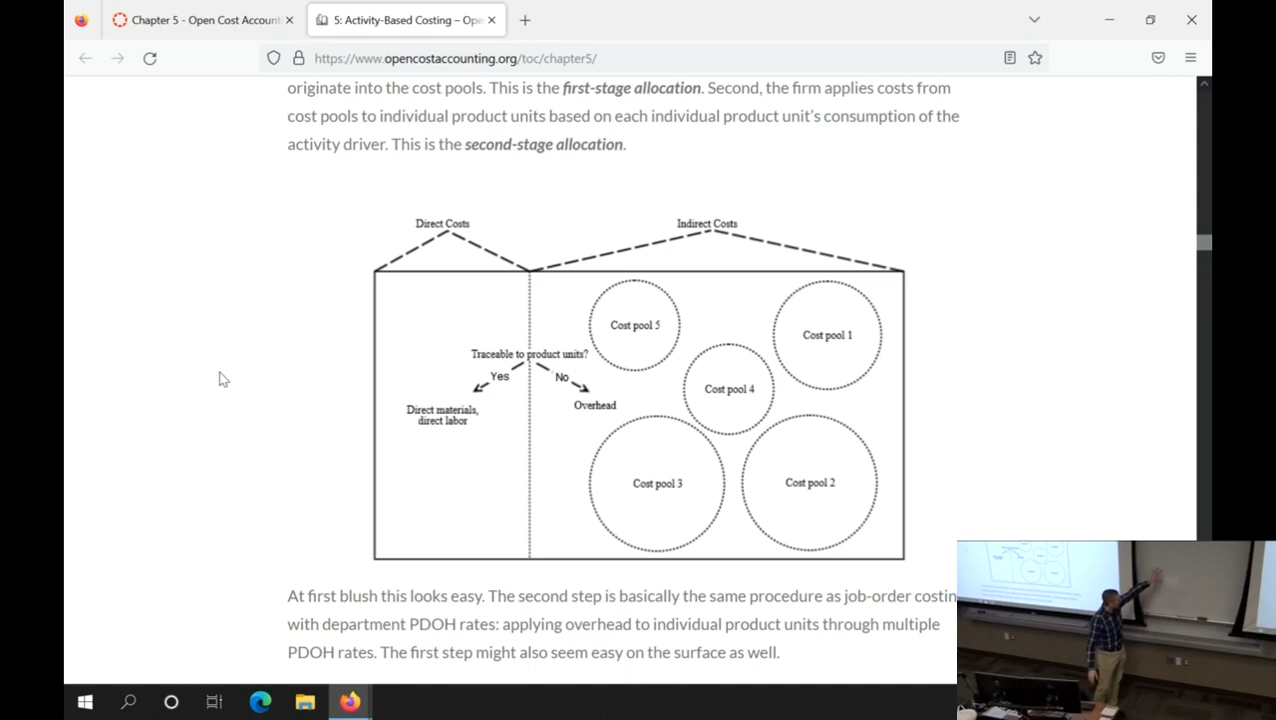 Chapter 5 - Open Cost Account
5: Activity-Based Costing – Ope
https://www.opencostaccounting.org/toc/chapter5/
originate into the cost pools. This is the first-stage allocation. Second, the firm applies costs from
cost pools to individual product units based on each individual product unit's consumption of the
activity driver. This is the second-stage allocation.
Direct Costs
Indirect Costs
Cost pool 5
Cost pool 1
Traceable to product units?
Yes
No
Cost pool 4
Direct materials,
direct labor
Overhead
Cost pool 3
Cost pool 2
At first blush this looks easy. The second step is basically the same procedure as job-order costin
with department PDOH rates: applying overhead to individual product units through multiple
PDOH rates. The first step might also seem easy on the surface as well.